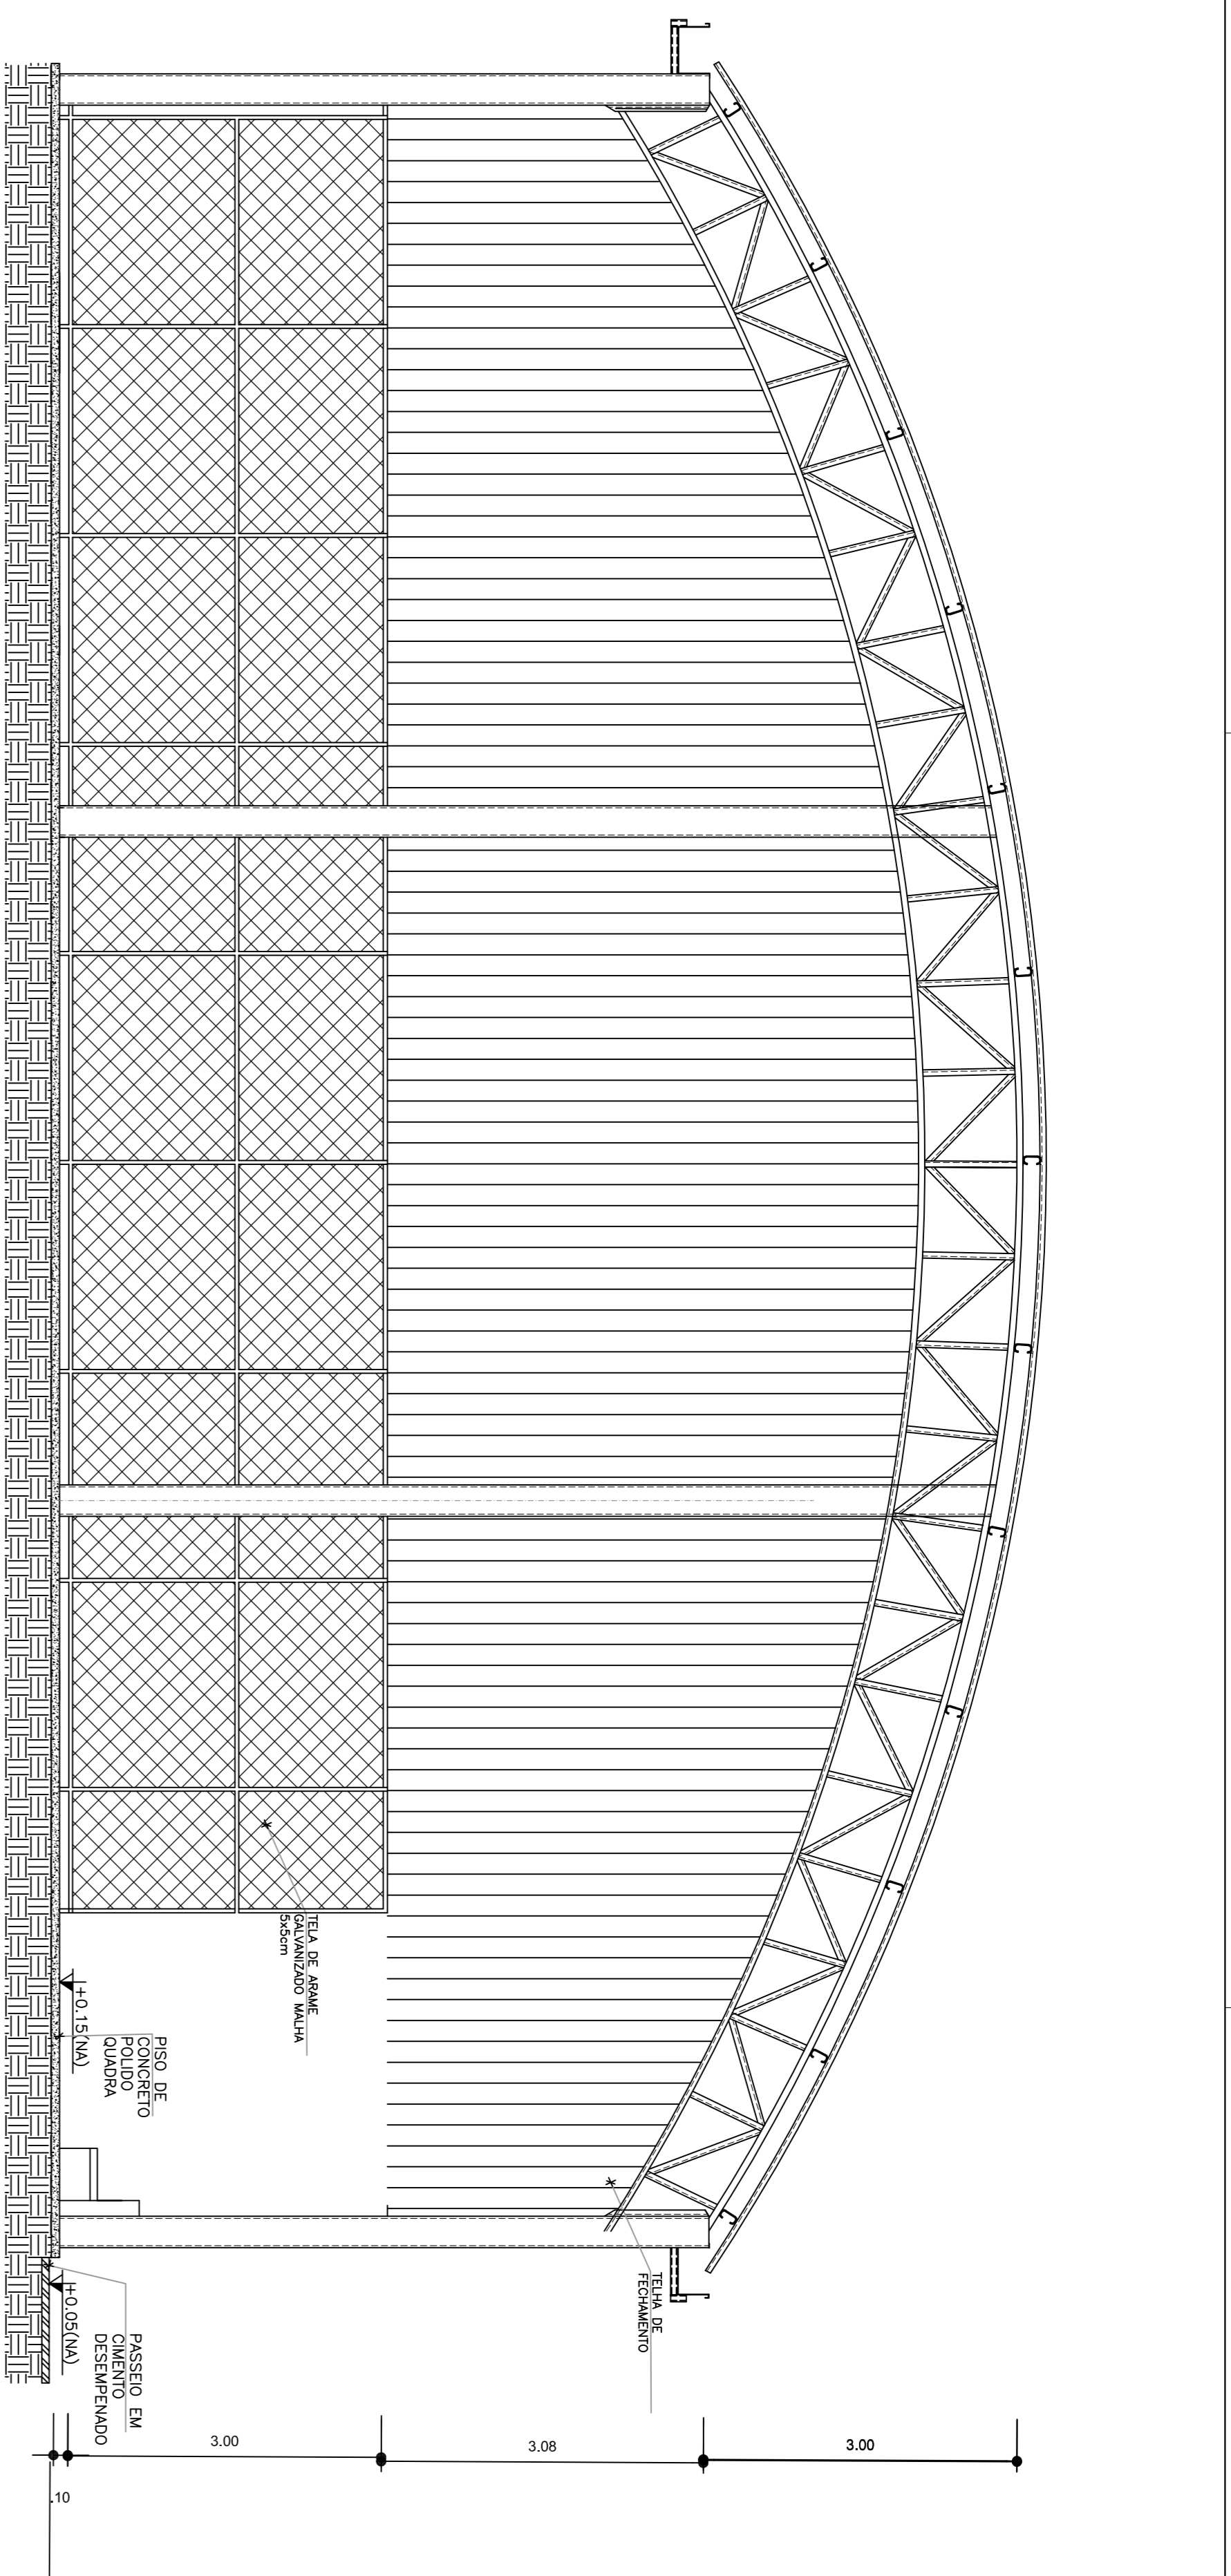 TELHA DE
FECHAMENTO
TELA DE ARAME
GALVANIZADO MALHA
5x5cm
PISO DE
CONCRETO
POLIDO
QUADRA
+0.15(NA)
PASSEIO EM
CIMENTO
DESEMPENADO
+0.05(NA)
3.00
3.08
3.00
.10